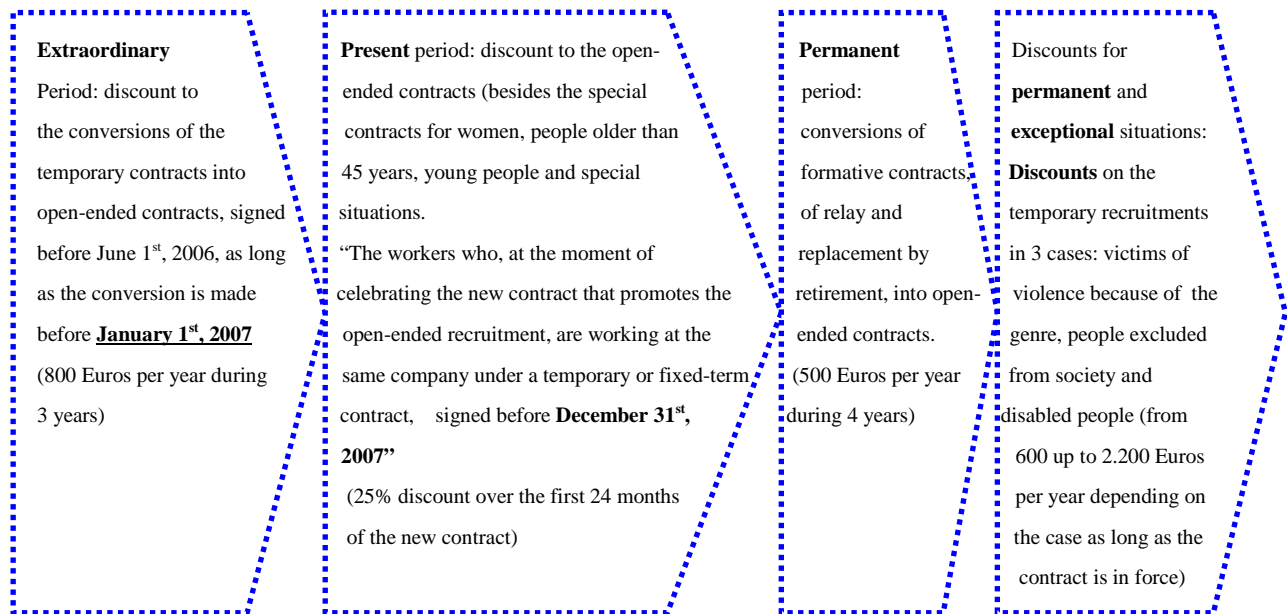 Extraordinary
Period: discount to
the conversions of the
temporary contracts into
open-ended contracts, signed
before June 1st, 2006, as long
as the conversion is made
before January 1st, 2007
(800 Euros per year during
3 years)
Present period: discount to the open-
ended contracts (besides the special
contracts for women, people older than
45 years, young people and special
situations.
“The workers who, at the moment of
celebrating the new contract that promotes the
open-ended recruitment, are working at the
same company under a temporary or fixed-term
contract, signed before December 31st,
2007”
(25% discount over the first 24 months
of the new contract)
Permanent
period:
conversions of
formative contracts,
of relay and
replacement by
retirement, into open-
ended contracts.
(500 Euros per year
during 4 years)
Discounts for
permanent and
exceptional situations:
Discounts on the
temporary recruitments
in 3 cases: victims of
violence because of the
genre, people excluded
from society and
disabled people (from
600 up to 2.200 Euros
per year depending on
the case as long as the
contract is in force)